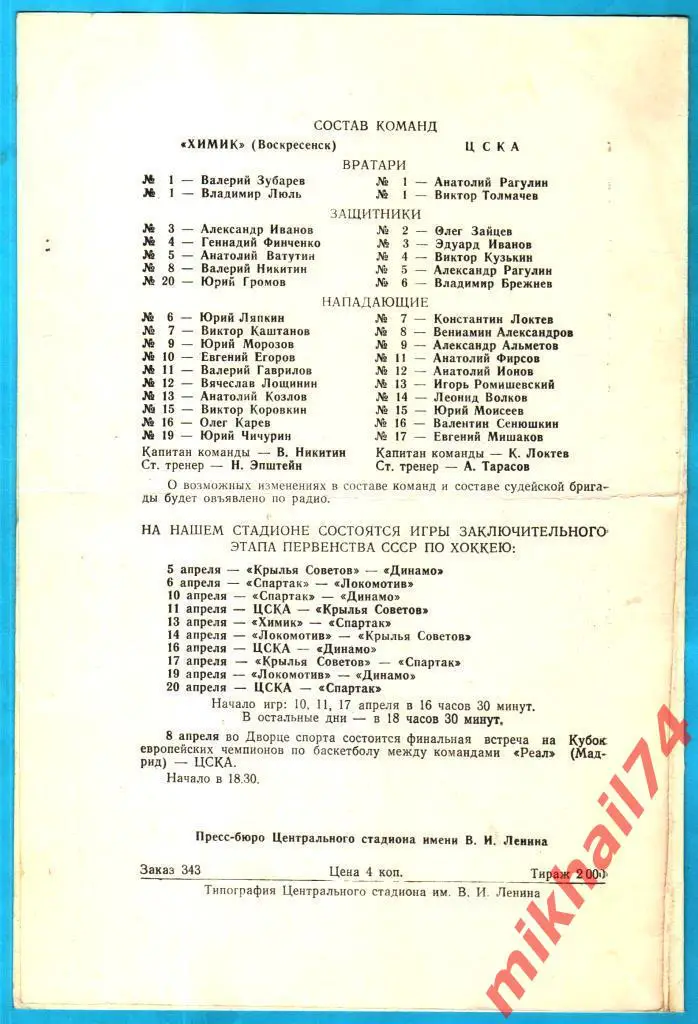 СОСТАВ КОМАНД
«ХИМИК» (Воскресенск) ЦСКА
ВРАТАРИ
№ 1 — Валерий Зубарев № 1 — Анатолий Рагулин
№ 1 — Владимир Люль № 1 — Виктор Толмачев
ЗАЩИТНИКИ
№ 3 — Александр Иванов № 2 — Олег Зайцев
№ 4 — Геннадий Финченко № 3 — Эдуард Иванов
№ 5 — Анатолий Ватутин № 4 — Виктор Кузькин
№ 8 — Валерий Никитин № 5 — Александр Рагулин
№ 20 — Юрий Громов № 6 — Владимир Брежнев
НАПАДАЮЩИЕ
№ 6 — Юрий Ляпкин № 7 — Константин Локтев
№ 7 — Виктор Каштанов № 8 — Вениамин Александров
№ 9 — Юрий Морозов № 9 — Александр Альметов
№ 10 — Евгений Егоров № 11 — Анатолий Фирсов
№ 11 — Валерий Гаврилов № 12 — Анатолий Ионов
№ 12 — Вячеслав Лощинин № 13 — Игорь Ромишевский
№ 13 — Анатолий Козлов № 14 — Леонид Волков
№ 15 — Виктор Коровкин № 15 — Юрий Моисеев
№ 16 — Олег Карев № 16 — Валентин Сенюшкин
№ 19 — Юрий Чичурин № 17 — Евгений Мишаков
Капитан команды — В. Никитин Капитан команды — К. Локтев
Ст. тренер — Н. Эпштейн Ст. тренер — А. Тарасов
О возможных изменениях в составе команд и составе судейской брига-
ды будет овъявлено по радио.
НА НАШЕМ СТАДИОНЕ СОСТОЯТСЯ ИГРЫ ЗАКЛЮЧИТЕЛЬНОГО
ЭТАПА ПЕРВЕНСТВА СССР ПО ХОККЕЮ:
5 апреля — «Крылья Советов» — «Динамо»
6 апреля — «Спартак» — «Локомотив»
10 апреля — «Спартак» — «Динамо»
11 апреля — ЦСКА — «Крылья Советов»
13 апреля — «Химик» — «Спартак»
14 апреля — «Локомотив» — «Крылья Советов»
16 апреля — ЦСКА — «Динамо»
17 апреля — «Крылья Советов» — «Спартак»
19 апреля — «Локомотив» — «Динамо»
20 апреля — ЦСКА — «Спартак»
Начало игр: 10, 11, 17 апреля в 16 часов 30 минут.
В остальные дни — в 18 часов 30 минут.
8 апреля во Дворце спорта состоится финальная встреча на Кубок
европейских чемпионов по баскетболу между командами «Реал» (Мад-
рид) — ЦСКА.
Начало в 18.30.
Пресс-бюро Центрального стадиона имени В. И. Ленина
Заказ 343 Цена 4 коп. Тираж 2000
Типография Центрального стадиона им. В. И. Ленина
mikhail74